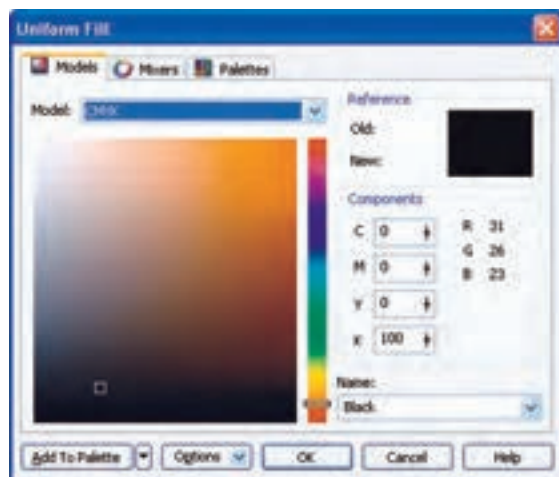 Uniform Fill
Models Mixers Palettes
Model: CMYK
Reference
Old:
New:
Components
C 0 R 31
M 0 G 26
Y 0 B 23
K 100
Name:
Black
Add To Palette Options OK Cancel Help